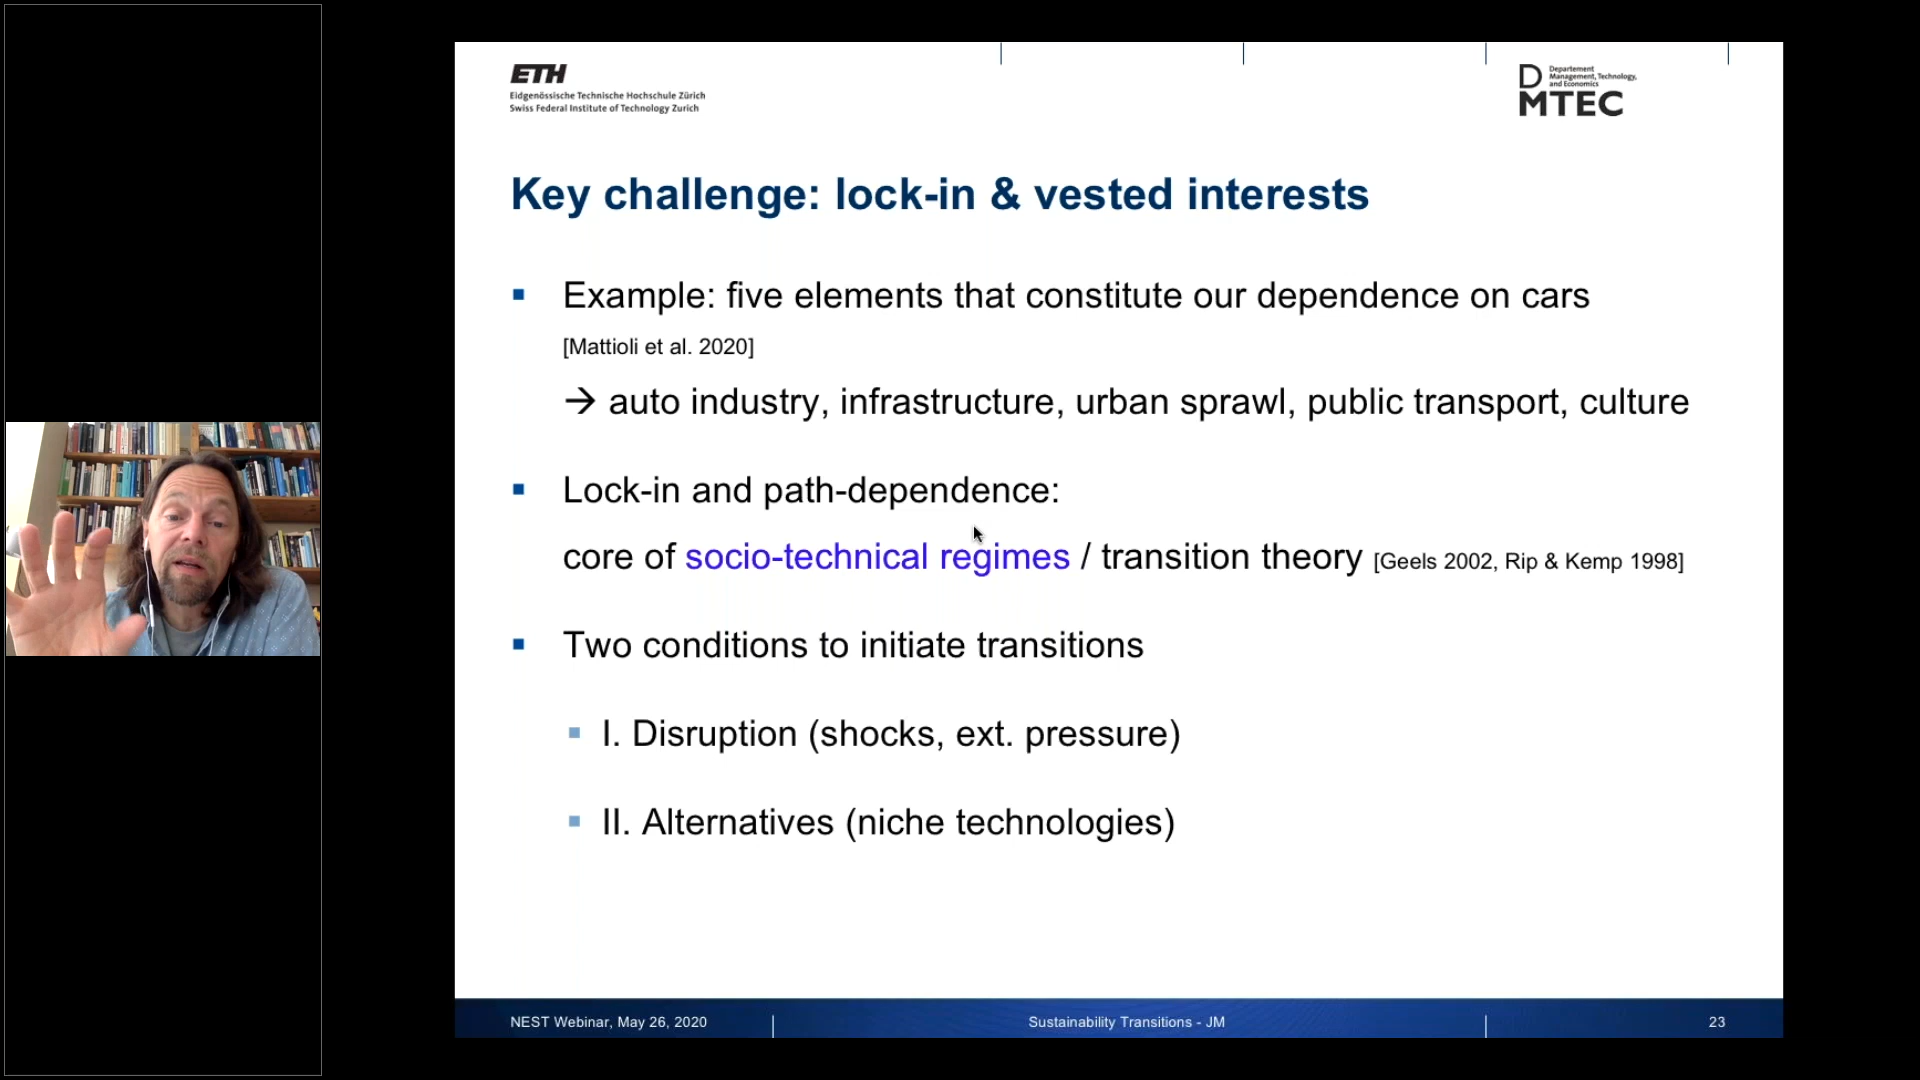 ETH
Eidgenössische Technische Hochschule Zürich
Swiss Federal Institute of Technology Zurich
D
Departement
Management, Technology,
and Economics
MTEC
Key challenge: lock-in & vested interests
Example: five elements that constitute our dependence on cars
[Mattioli et al. 2020]
→ auto industry, infrastructure, urban sprawl, public transport, culture
Lock-in and path-dependence:
core of socio-technical regimes / transition theory [Geels 2002, Rip & Kemp 1998]
Two conditions to initiate transitions
I. Disruption (shocks, ext. pressure)
II. Alternatives (niche technologies)
NEST Webinar, May 26, 2020
Sustainability Transitions - JM
23